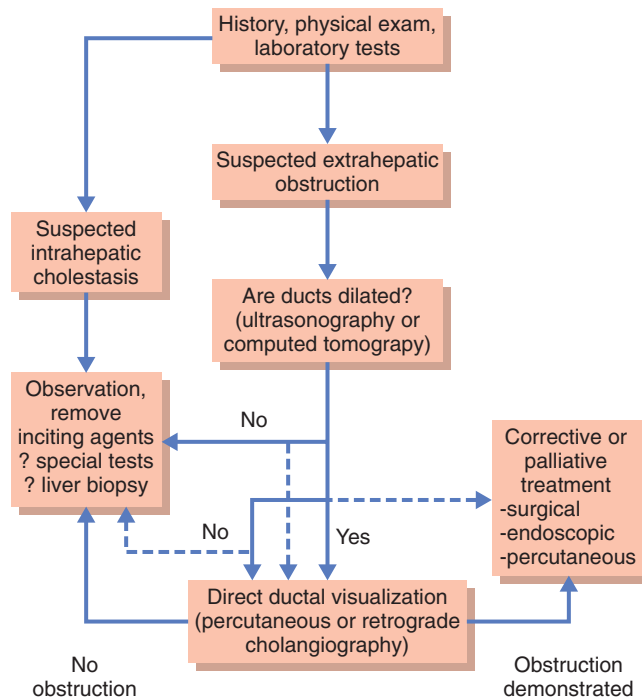 History, physical exam,
laboratory tests
Suspected extrahepatic
obstruction
Suspected
intrahepatic
cholestasis
Are ducts dilated?
(ultrasonography or
computed tomograpy)
Observation,
remove
inciting agents
? special tests
? liver biopsy
No
Corrective or
palliative
treatment
-surgical
-endoscopic
-percutaneous
No
Yes
Direct ductal visualization
(percutaneous or retrograde
cholangiography)
No
obstruction
Obstruction
demonstrated